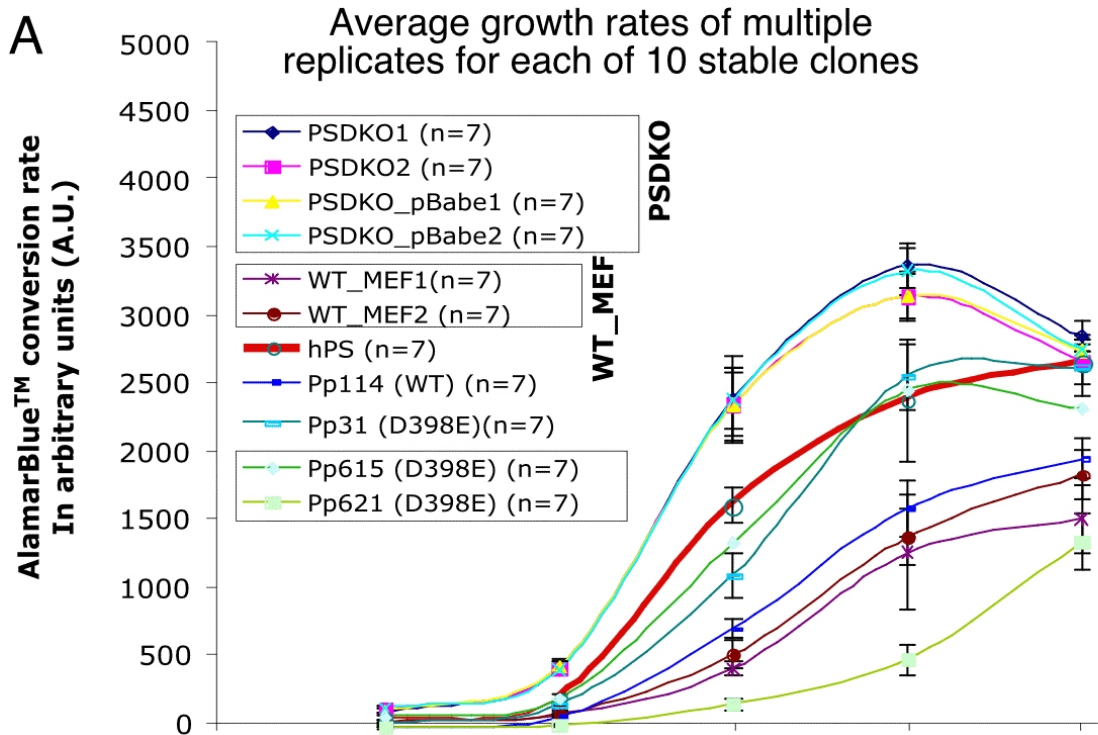 A
Average growth rates of multiple
replicates for each of 10 stable clones
AlamarBlue™ conversion rate
In arbitrary units (A.U.)
5000
4500
4000
3500
3000
2500
2000
1500
1000
500
0
PSDKO1 (n=7)
PSDKO2 (n=7)
PSDKO_pBabe1 (n=7)
PSDKO_pBabe2 (n=7)
PSDKO
WT_MEF1(n=7)
WT_MEF2 (n=7)
WT_MEF
hPS (n=7)
Pp114 (WT) (n=7)
Pp31 (D398E)(n=7)
Pp615 (D398E) (n=7)
Pp621 (D398E) (n=7)